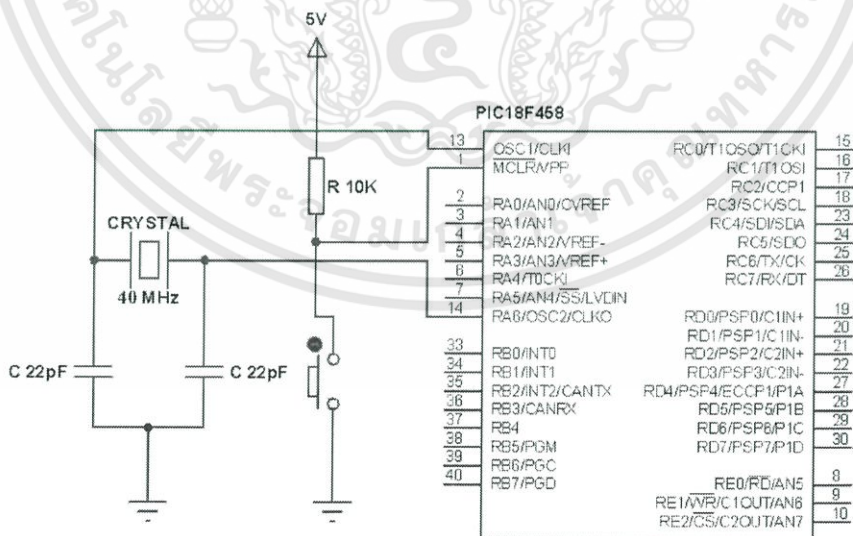 5V
PIC18F458
13 OSC1/CLKI
1 MCLR/VPP
2 RA0/AN0/CVREF
3 RA1/AN1
4 RA2/AN2/VREF-
5 RA3/AN3/VREF+
6 RA4/T0CKI
7 RA5/AN4/SS/LVDIN
14 RA6/OSC2/CLKO
33 RB0/INT0
34 RB1/INT1
35 RB2/INT2/CANTX
36 RB3/CANRX
37 RB4
38 RB5/PGM
39 RB6/PGC
40 RB7/PGD
RC0/T1OSO/T1CKI 15
RC1/T1OSI 16
RC2/CCP1 17
RC3/SCK/SCL 18
RC4/SDI/SDA 23
RC5/SDO 24
RC6/TX/CK 25
RC7/RX/DT 26
RD0/PSP0/C1IN+ 19
RD1/PSP1/C1IN- 20
RD2/PSP2/C2IN+ 21
RD3/PSP3/C2IN- 22
RD4/PSP4/ECCP1/P1A 27
RD5/PSP5/P1B 28
RD6/PSP6/P1C 29
RD7/PSP7/P1D 30
RE0/RD/AN5 8
RE1/WR/C1OUT/AN6 9
RE2/CS/C2OUT/AN7 10
R 10K
CRYSTAL
40 MHz
C 22pF
C 22pF